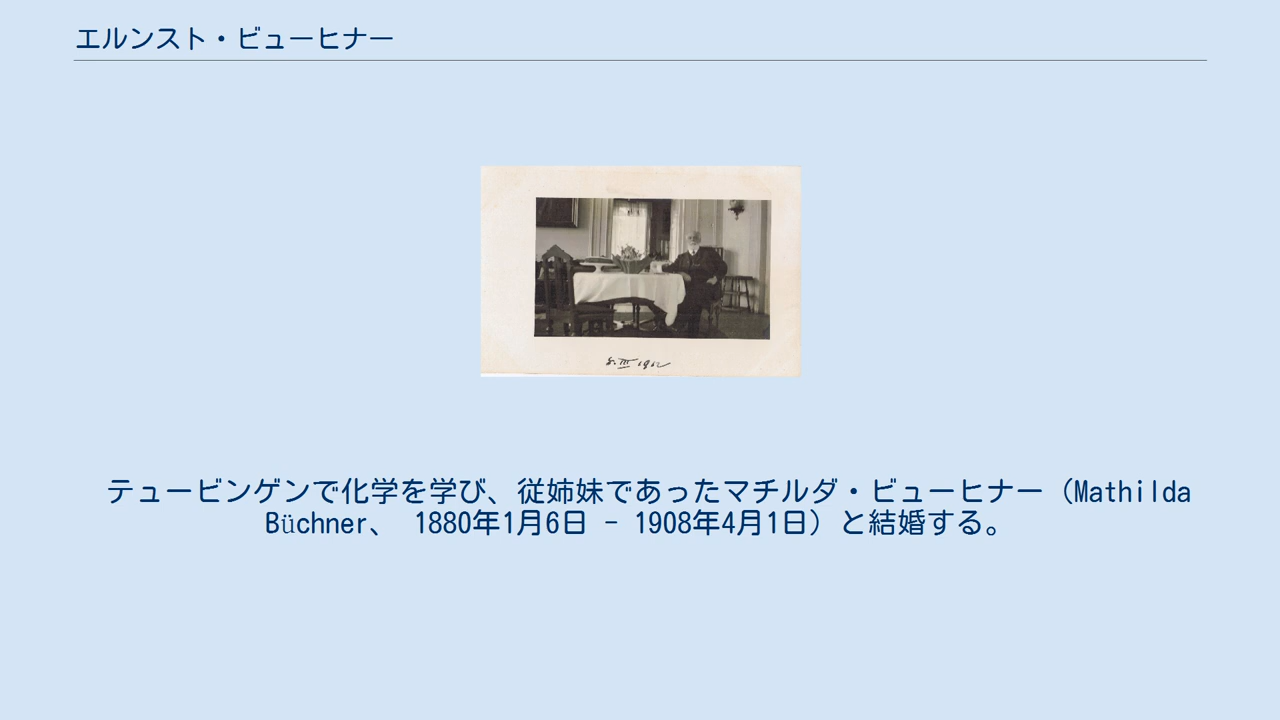 エルンスト・ビューヒナー
8. III 1912
テュービンゲンで化学を学び、従姉妹であったマチルダ・ビューヒナー（Mathilda
Büchner、 1880年1月6日 - 1908年4月1日）と結婚する。